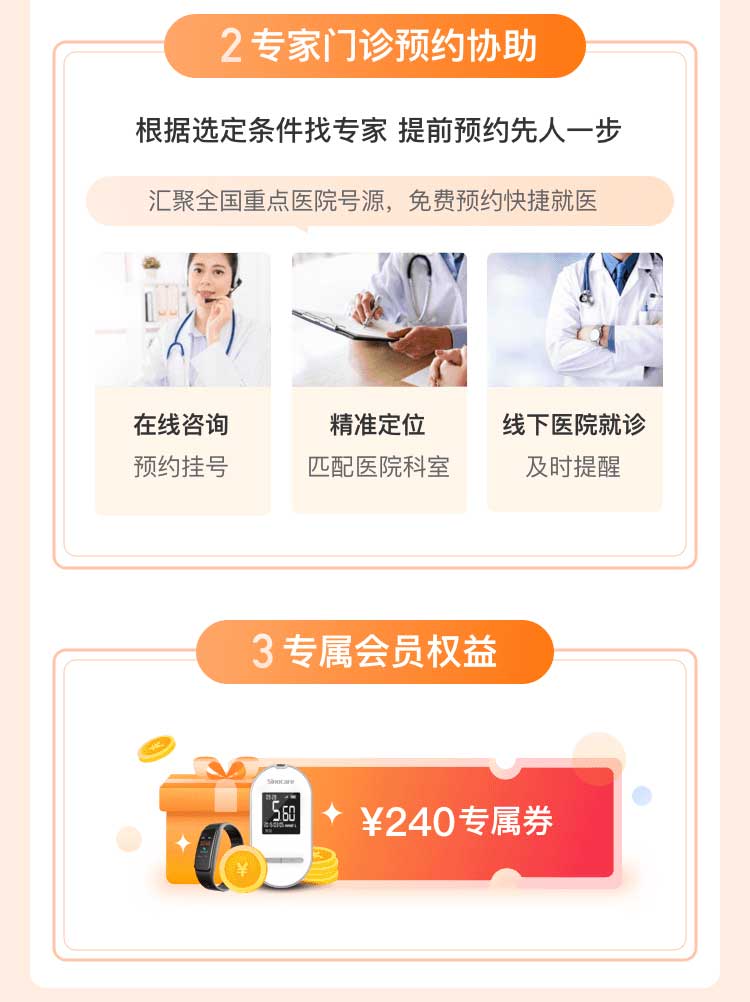 2 专家门诊预约协助
根据选定条件找专家 提前预约先人一步
汇聚全国重点医院号源，免费预约快捷就医
在线咨询
预约挂号
精准定位
匹配医院科室
线下医院就诊
及时提醒
3 专属会员权益
Sinocare
5.60
¥240专属券
¥